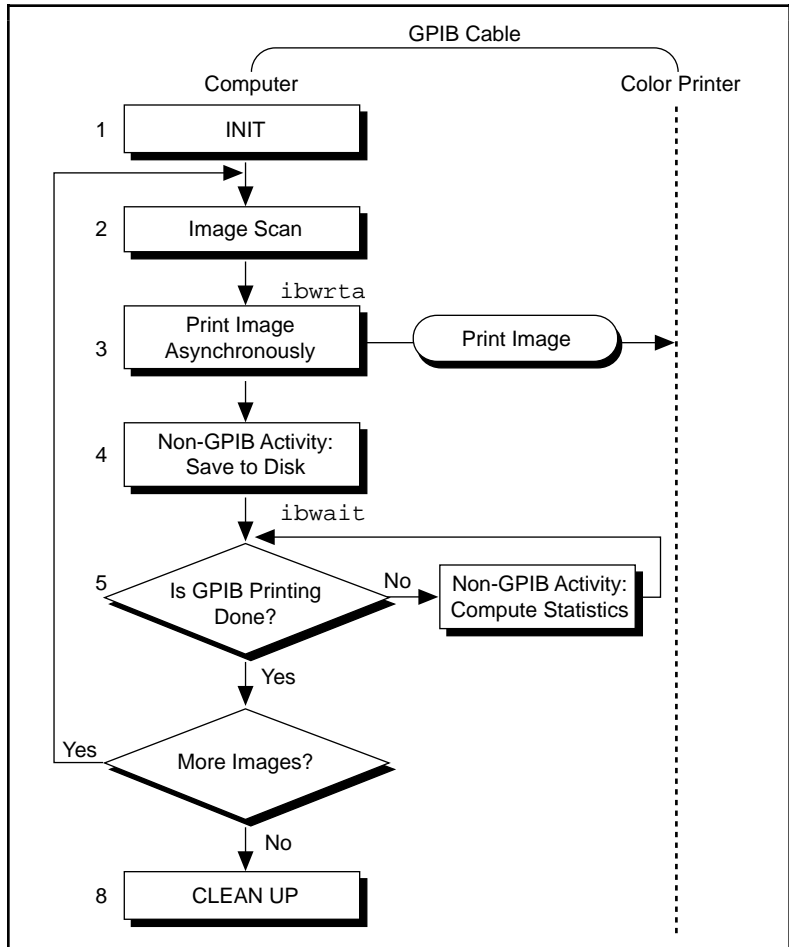 GPIB Cable
Computer
Color Printer
1
INIT
2
Image Scan
ibwrta
3
Print Image
Asynchronously
Print Image
4
Non-GPIB Activity:
Save to Disk
ibwait
5
Is GPIB Printing
Done?
No
Non-GPIB Activity:
Compute Statistics
Yes
More Images?
Yes
No
8
CLEAN UP